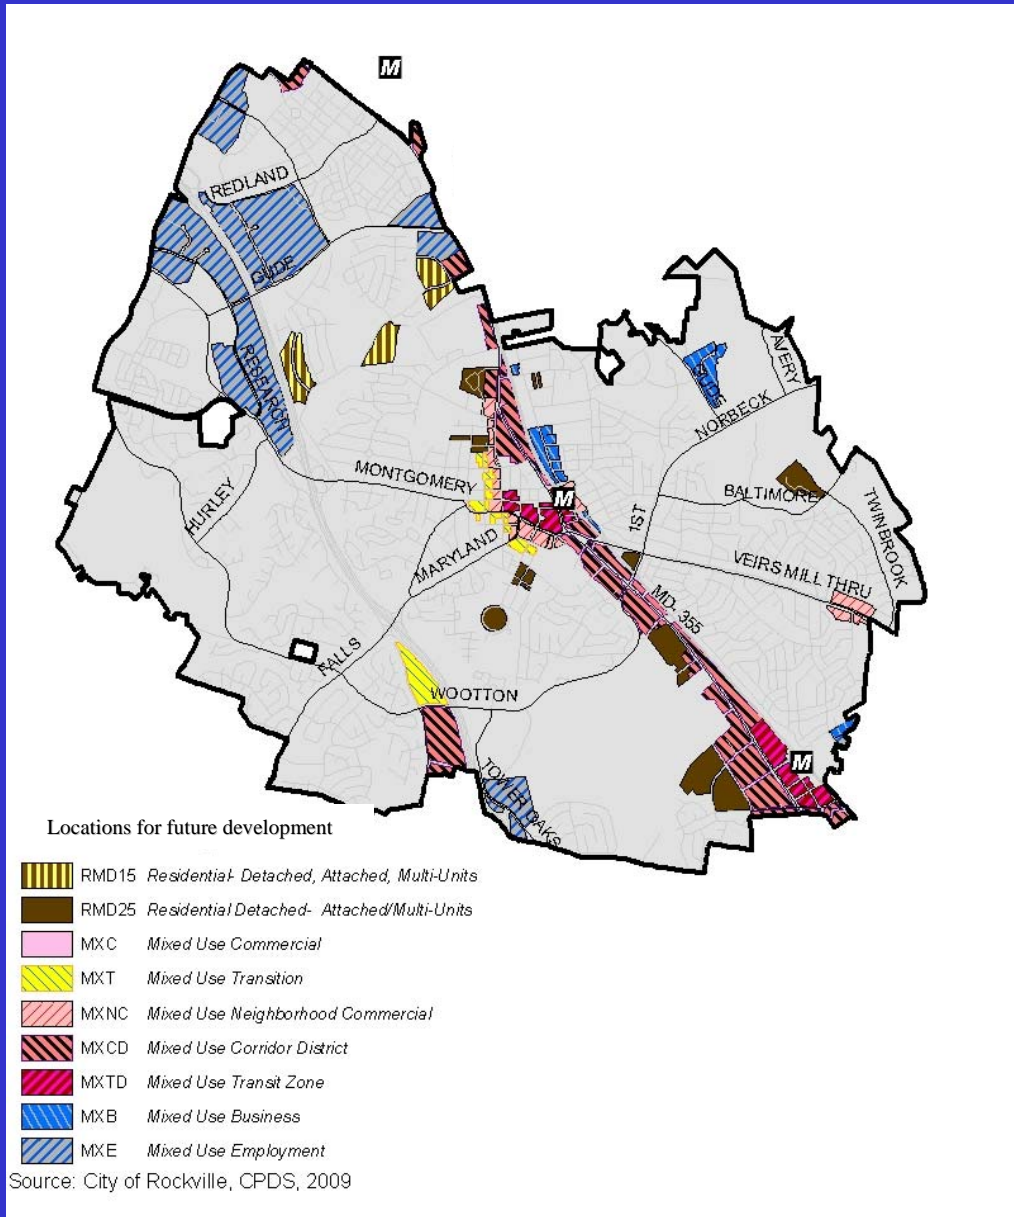 M
REDLAND
GUDE
RESEARCH
AVERY
GUDE
NORBECK
MONTGOMERY
HURLEY
M
1ST
BALTIMORE
TWINBROOK
MARYLAND
VEIRS MILL THRU
MD. 355
FALLS
WOOTTON
M
TOWER OAKS
Locations for future development
RMD15 Residential- Detached, Attached, Multi-Units
RMD25 Residential Detached- Attached/Multi-Units
MXC Mixed Use Commercial
MXT Mixed Use Transition
MXNC Mixed Use Neighborhood Commercial
MXCD Mixed Use Corridor District
MXTD Mixed Use Transit Zone
MXB Mixed Use Business
MXE Mixed Use Employment
Source: City of Rockville, CPDS, 2009